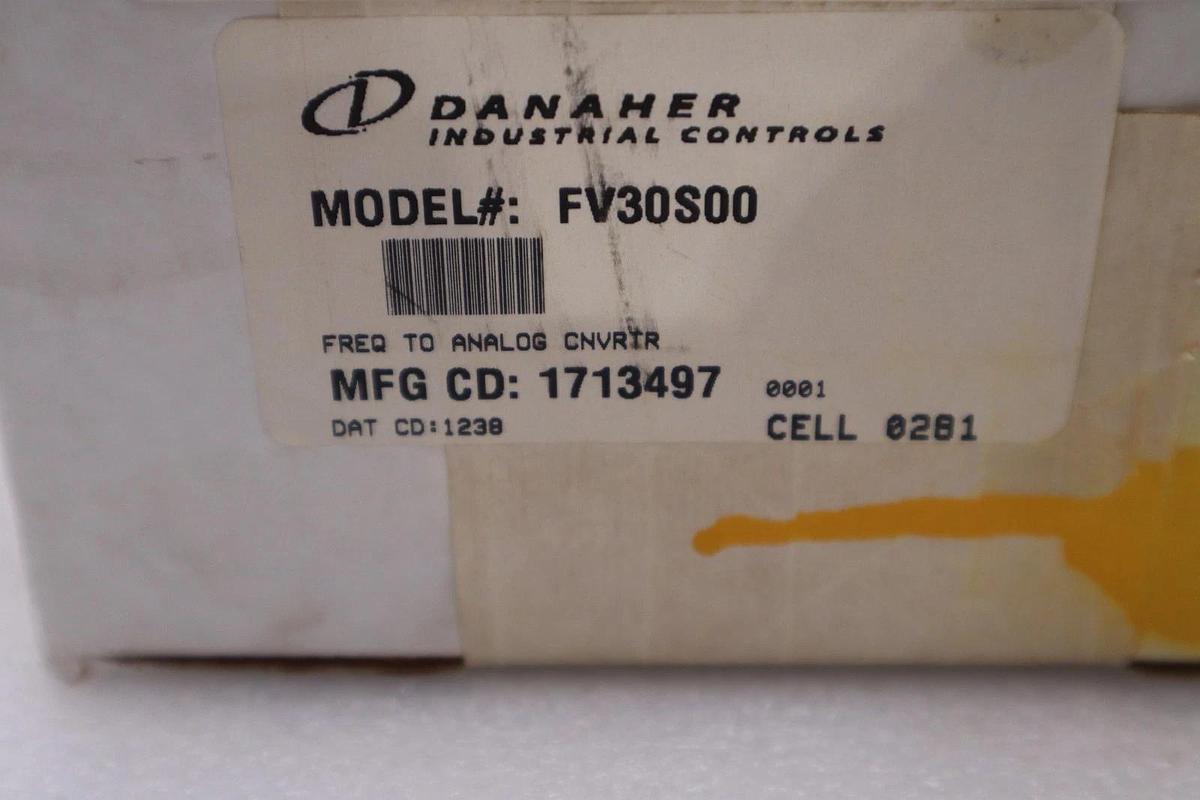 DANAHER
INDUSTRIAL CONTROLS
MODEL#: FV30S00
FREQ TO ANALOG CNVRTR
MFG CD: 1713497 0001
DAT CD:1238 CELL 0281